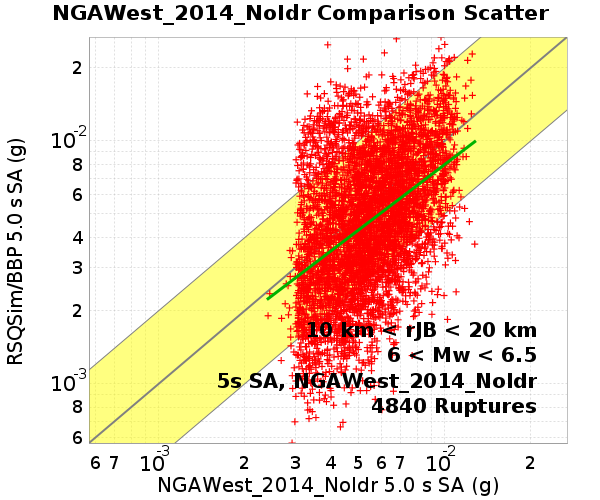 NGAWest_2014_NoIdr Comparison Scatter
2
10-2
8
6
4
3
2
10-3
8
6
RSQSim/BBP 5.0 s SA (g)
10 km < rJB < 20 km
6 < Mw < 6.5
5s SA, NGAWest_2014_NoIdr
4840 Ruptures
6 7 10-3 2 3 4 5 6 7 10-2 2
NGAWest_2014_NoIdr 5.0 s SA (g)